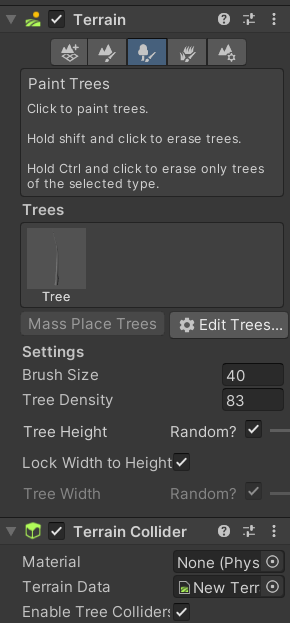 Terrain
Paint Trees
Click to paint trees.
Hold shift and click to erase trees.
Hold Ctrl and click to erase only trees
of the selected type.
Trees
Tree
Mass Place Trees Edit Trees...
Settings
Brush Size 40
Tree Density 83
Tree Height Random?
Lock Width to Height
Tree Width Random?
Terrain Collider
Material None (Phys
Terrain Data New Terr
Enable Tree Colliders